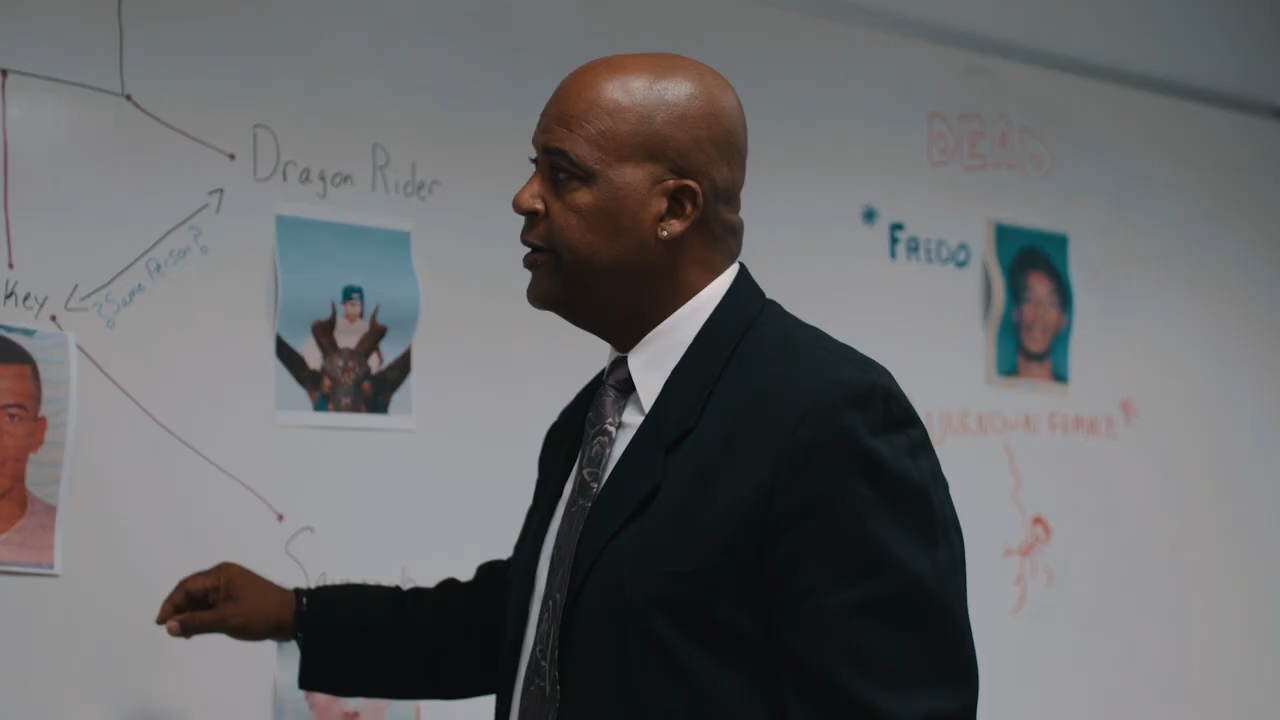 DEAD
Dragon Rider
* FREDO
?Same Person?
Key
UNKNOWN FEMALE *